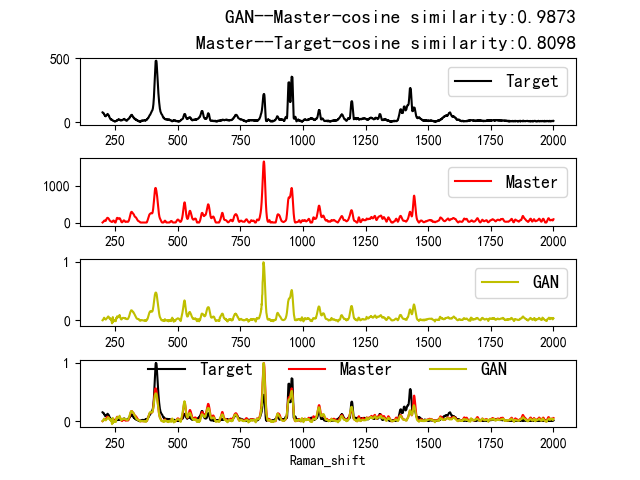 GAN--Master-cosine similarity:0.9873
Master--Target-cosine similarity:0.8098
500
0
Target
250 500 750 1000 1250 1500 1750 2000
1000
0
Master
250 500 750 1000 1250 1500 1750 2000
1
0
GAN
250 500 750 1000 1250 1500 1750 2000
1
0
Target Master GAN
250 500 750 1000 1250 1500 1750 2000
Raman_shift